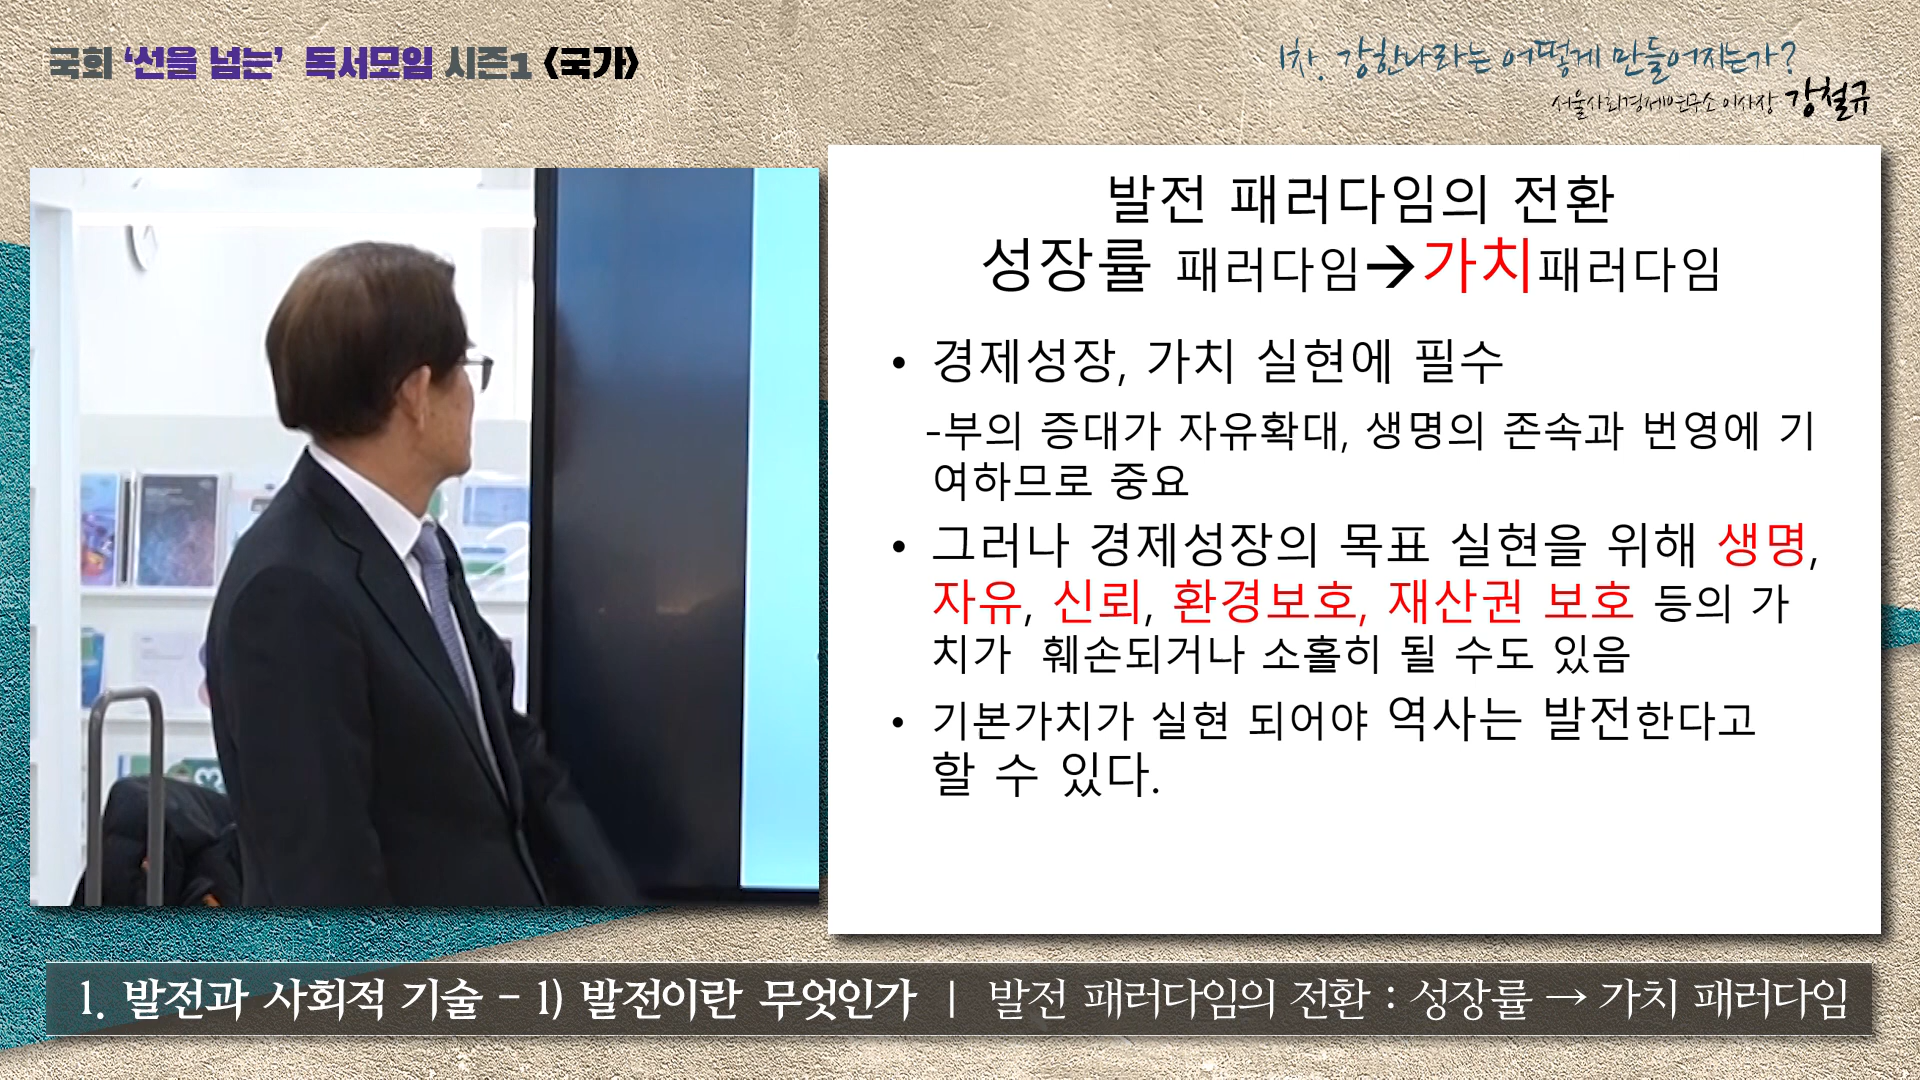 국회 ‘선을 넘는’ 독서모임 시즌1 〈국가〉
1차. 강한나라는 어떻게 만들어지는가?
서울사회경제연구소 이사장 강철규
발전 패러다임의 전환
성장률 패러다임→가치패러다임
• 경제성장, 가치 실현에 필수
-부의 증대가 자유확대, 생명의 존속과 번영에 기
여하므로 중요
• 그러나 경제성장의 목표 실현을 위해 생명,
자유, 신뢰, 환경보호, 재산권 보호 등의 가
치가 훼손되거나 소홀히 될 수도 있음
• 기본가치가 실현 되어야 역사는 발전한다고
할 수 있다.
1. 발전과 사회적 기술 - 1) 발전이란 무엇인가 | 발전 패러다임의 전환 : 성장률 → 가치 패러다임